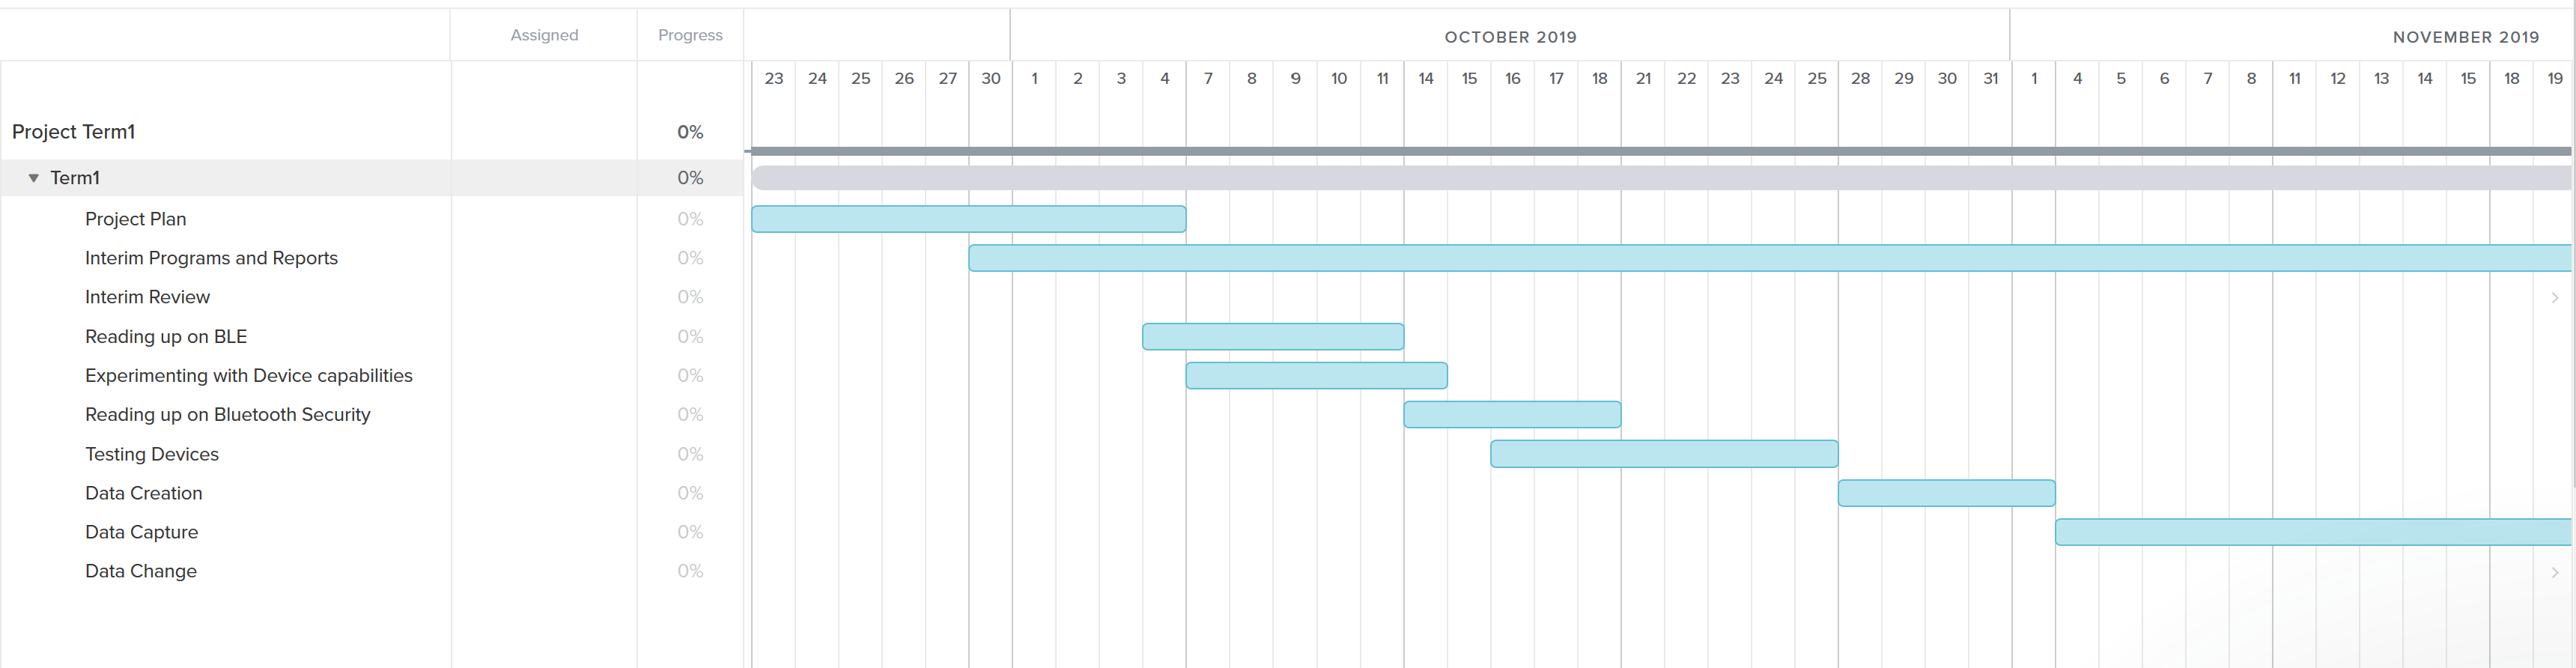 OCTOBER 2019 NOVEMBER 2019
Assigned Progress
23 24 25 26 27 30 1 2 3 4 7 8 9 10 11 14 15 16 17 18 21 22 23 24 25 28 29 30 31 1 4 5 6 7 8 11 12 13 14 15 18 19
Project Term1 0%
Term1 0%
Project Plan 0%
Interim Programs and Reports 0%
Interim Review 0%
Reading up on BLE 0%
Experimenting with Device capabilities 0%
Reading up on Bluetooth Security 0%
Testing Devices 0%
Data Creation 0%
Data Capture 0%
Data Change 0%